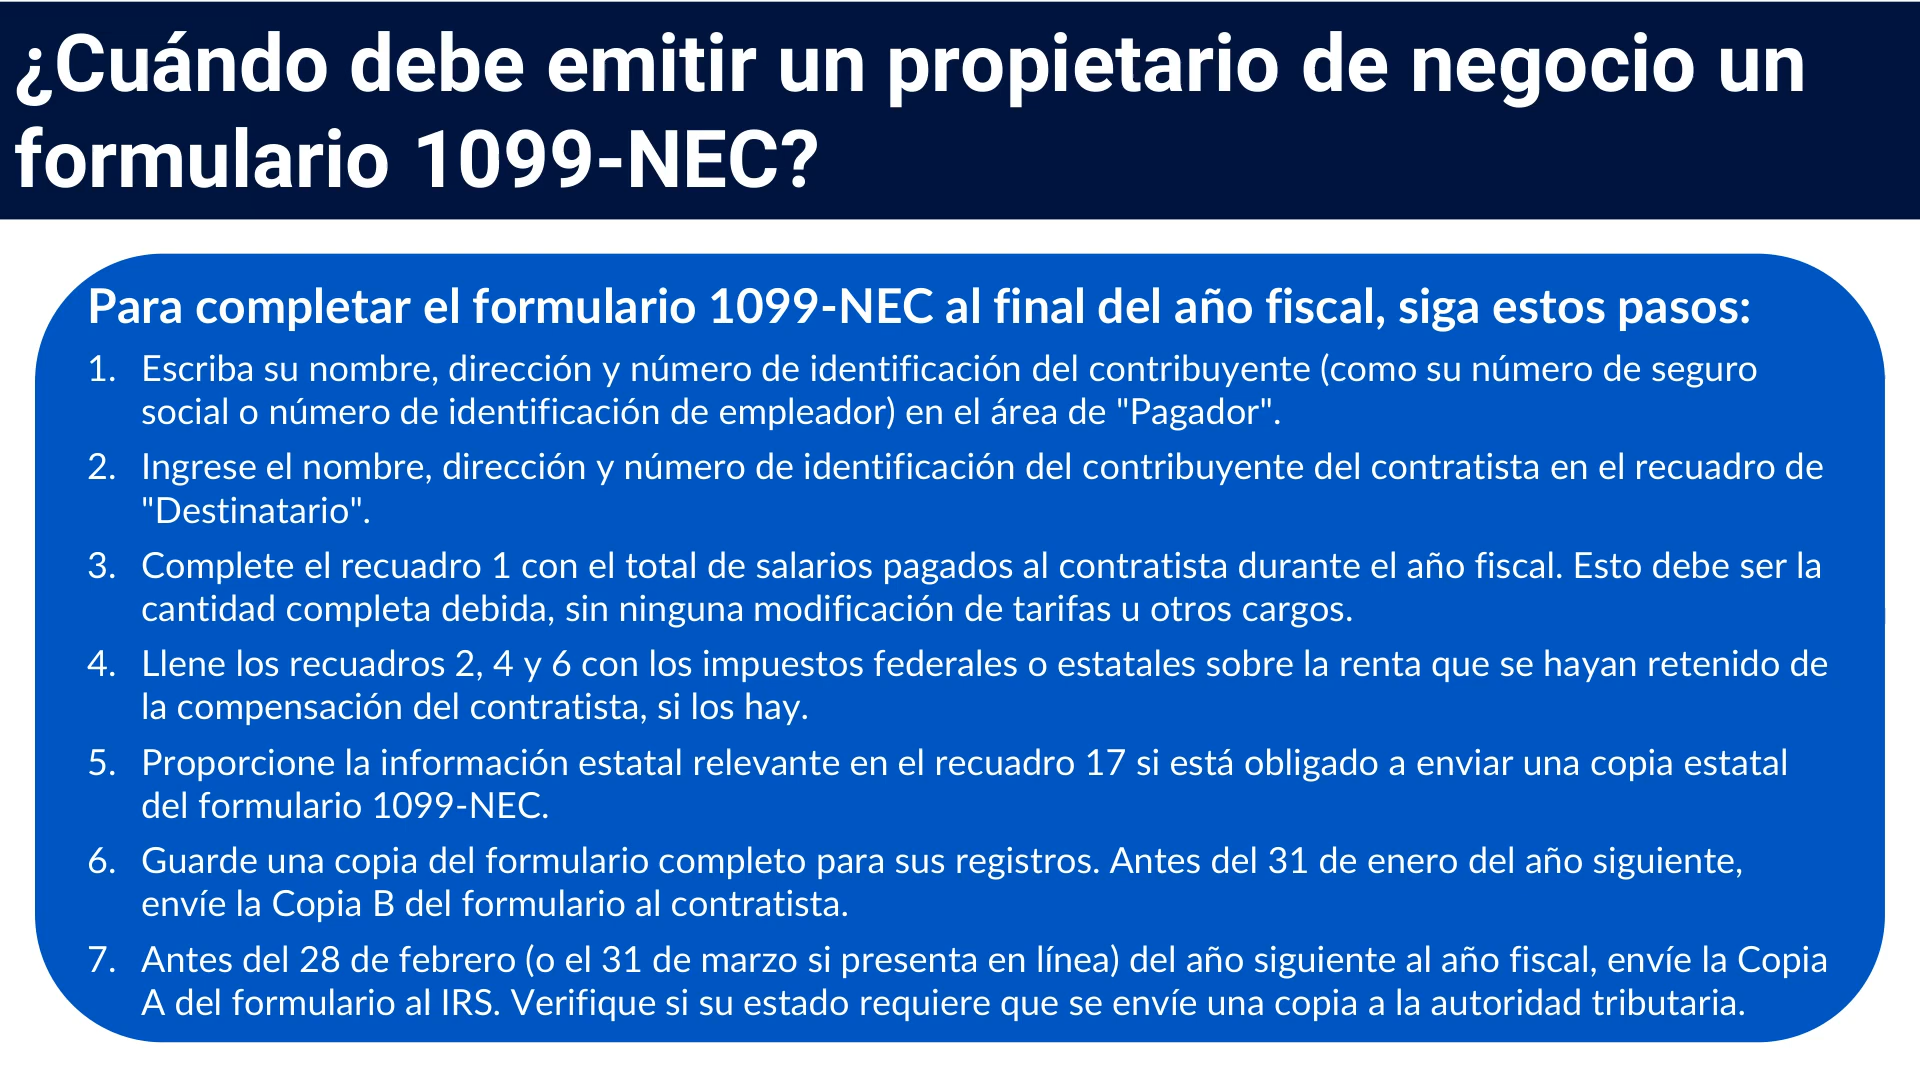 ¿Cuándo debe emitir un propietario de negocio un
formulario 1099-NEC?
Para completar el formulario 1099-NEC al final del año fiscal, siga estos pasos:
1. Escriba su nombre, dirección y número de identificación del contribuyente (como su número de seguro
social o número de identificación de empleador) en el área de "Pagador".
2. Ingrese el nombre, dirección y número de identificación del contribuyente del contratista en el recuadro de
"Destinatario".
3. Complete el recuadro 1 con el total de salarios pagados al contratista durante el año fiscal. Esto debe ser la
cantidad completa debida, sin ninguna modificación de tarifas u otros cargos.
4. Llene los recuadros 2, 4 y 6 con los impuestos federales o estatales sobre la renta que se hayan retenido de
la compensación del contratista, si los hay.
5. Proporcione la información estatal relevante en el recuadro 17 si está obligado a enviar una copia estatal
del formulario 1099-NEC.
6. Guarde una copia del formulario completo para sus registros. Antes del 31 de enero del año siguiente,
envíe la Copia B del formulario al contratista.
7. Antes del 28 de febrero (o el 31 de marzo si presenta en línea) del año siguiente al año fiscal, envíe la Copia
A del formulario al IRS. Verifique si su estado requiere que se envíe una copia a la autoridad tributaria.